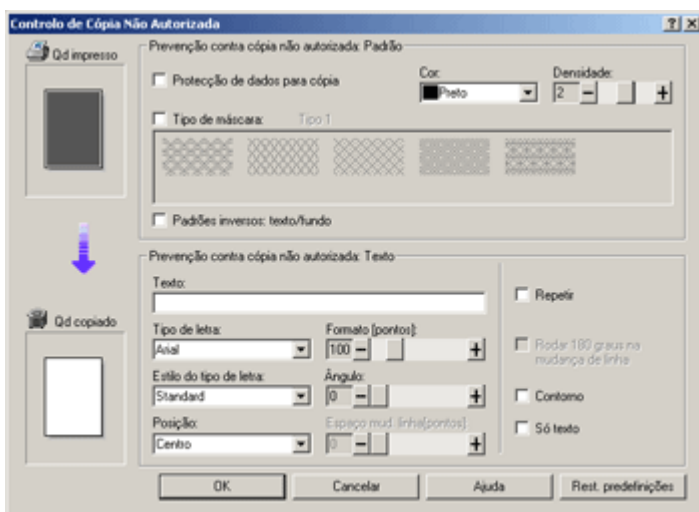 Controlo de Cópia Não Autorizada
Qd impresso
Prevenção contra cópia não autorizada: Padrão
Protecção de dados para cópia
Cor:
Preto
Densidade:
2
Tipo de máscara: Tipo 1
Padrões inversos: texto/fundo
Qd copiado
Prevenção contra cópia não autorizada: Texto
Texto:
Tipo de letra:
Arial
Formato [pontos]:
100
Estilo do tipo de letra:
Standard
Ângulo:
0
Posição:
Centro
Espaço mud. linha(pontos)
0
Repetir
Rodar 180 graus na
mudança de linha
Contorno
Só texto
OK
Cancelar
Ajuda
Rest. predefinições